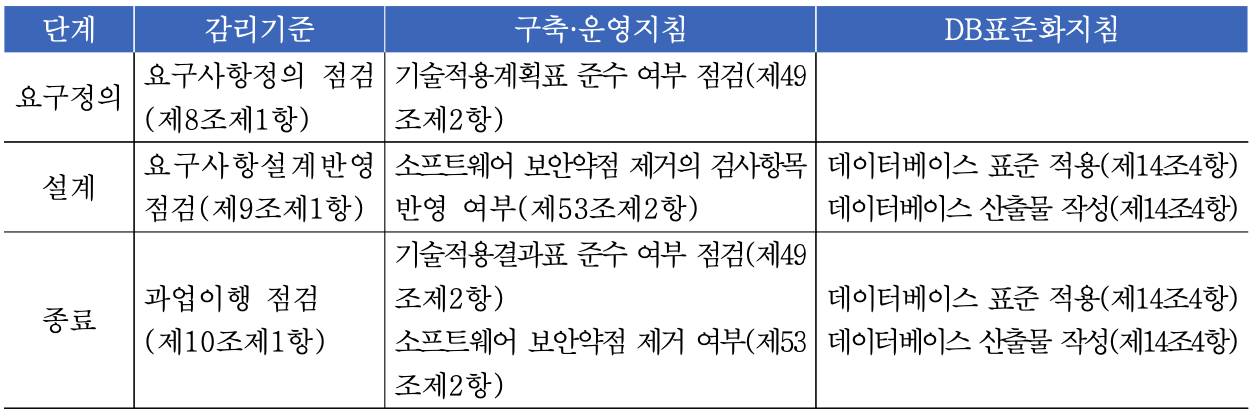 단계 감리기준 구축·운영지침 DB표준화지침
요구정의
요구사항정의 점검
(제8조제1항)
기술적용계획표 준수 여부 점검(제49
조제2항)
설계
요구사항설계반영
점검(제9조제1항)
소프트웨어 보안약점 제거의 검사항목
반영 여부(제53조제2항)
데이터베이스 표준 적용(제14조4항)
데이터베이스 산출물 작성(제14조4항)
종료
과업이행 점검
(제10조제1항)
기술적용결과표 준수 여부 점검(제49
조제2항)
소프트웨어 보안약점 제거 여부(제53
조제2항)
데이터베이스 표준 적용(제14조4항)
데이터베이스 산출물 작성(제14조4항)